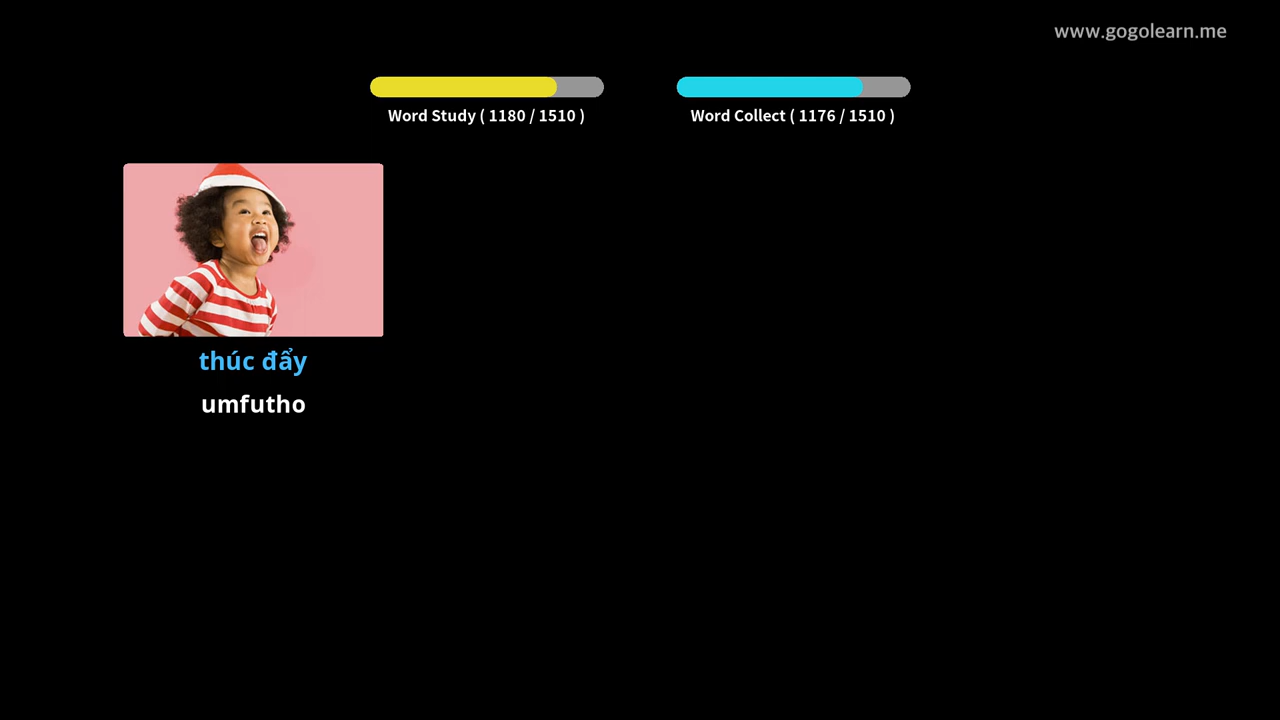 www.gogolearn.me
Word Study ( 1180 / 1510 )
Word Collect ( 1176 / 1510 )
thúc đẩy
umfutho